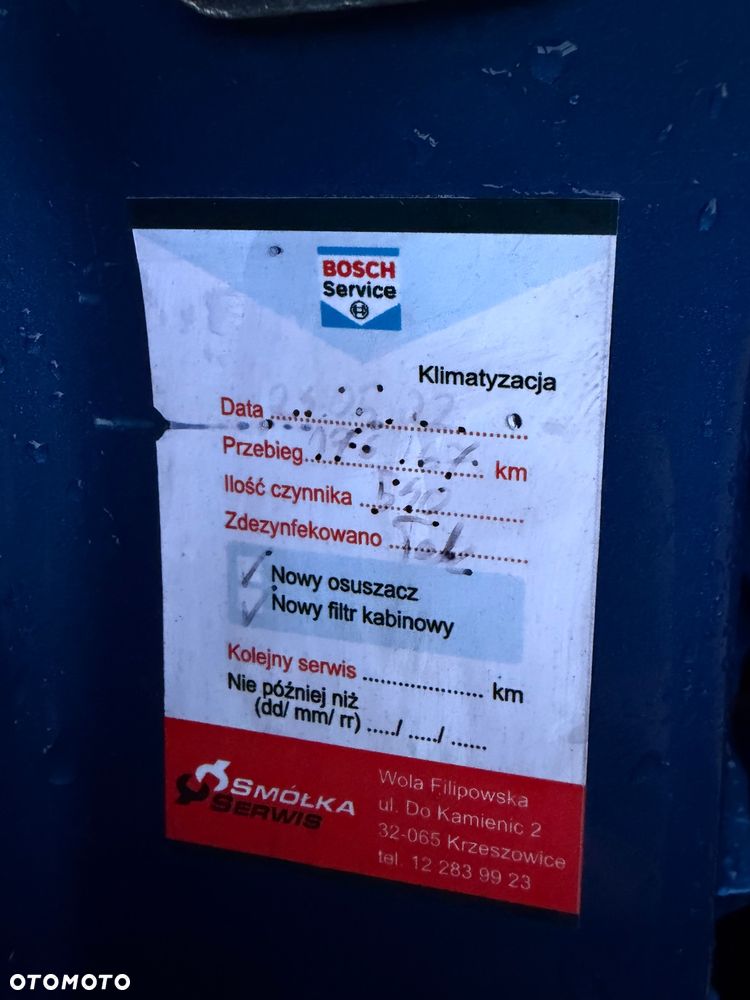 BOSCH
Service
Klimatyzacja
Data
Przebieg km
Ilość czynnika 540
Zdezynfekowano Tak
Nowy osuszacz
Nowy filtr kabinowy
Kolejny serwis .................... km
Nie później niż
(dd/ mm/ rr) ...../ ...../ ......
SMÓŁKA
SERWIS
Wola Filipowska
ul. Do Kamienic 2
32-065 Krzeszowice
tel. 12 283 99 23
OTOMOTO